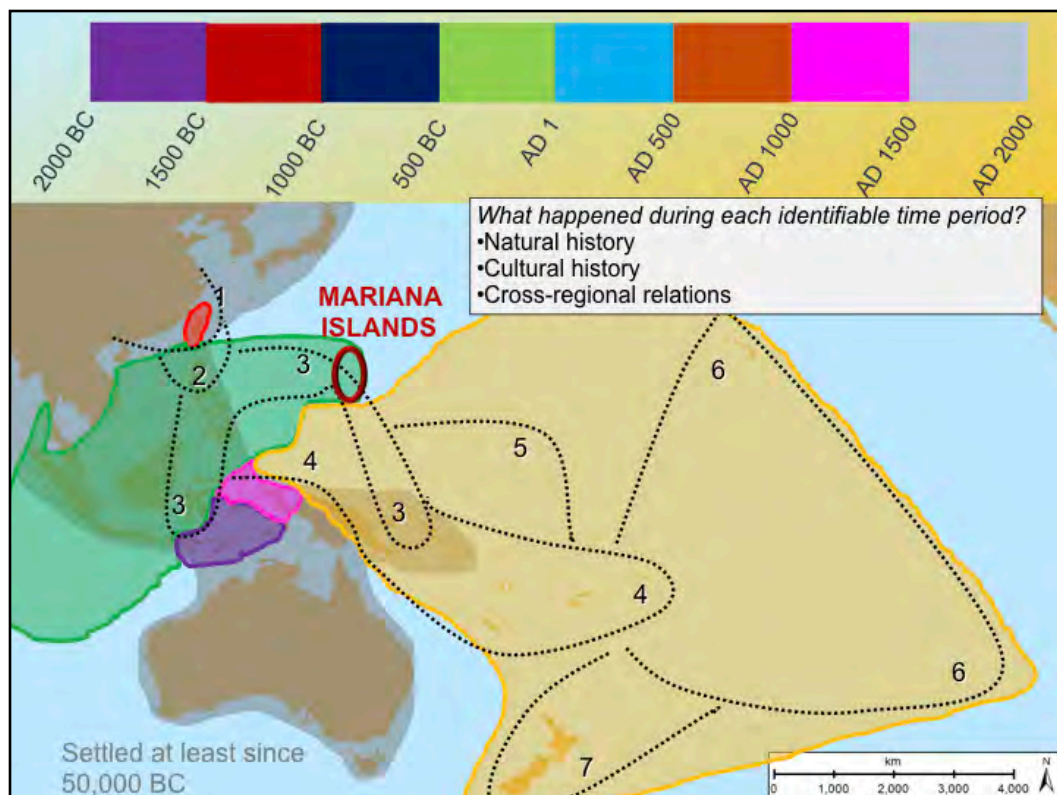 2000 BC
1500 BC
1000 BC
500 BC
AD 1
AD 500
AD 1000
AD 1500
AD 2000
What happened during each identifiable time period?
•Natural history
•Cultural history
•Cross-regional relations
MARIANA
ISLANDS
1
2
3
6
5
4
3
3
4
6
7
Settled at least since
50,000 BC
km
N
0 1,000 2,000 3,000 4,000